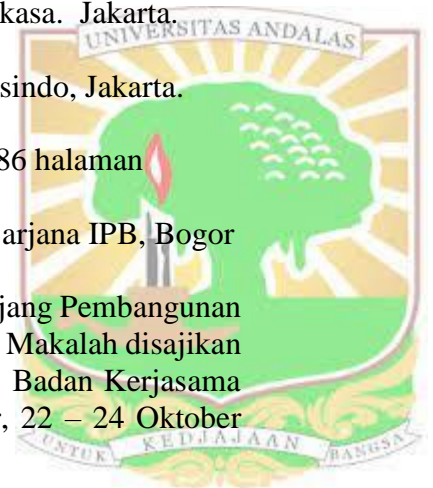 kasa. Jakarta.
UNIVERSITAS ANDALAS
sindo, Jakarta.
86 halaman
arjana IPB, Bogor
jang Pembangunan
Makalah disajikan
Badan Kerjasama
, 22 – 24 Oktober
UNTUK KEDJAJAAN BANGSA